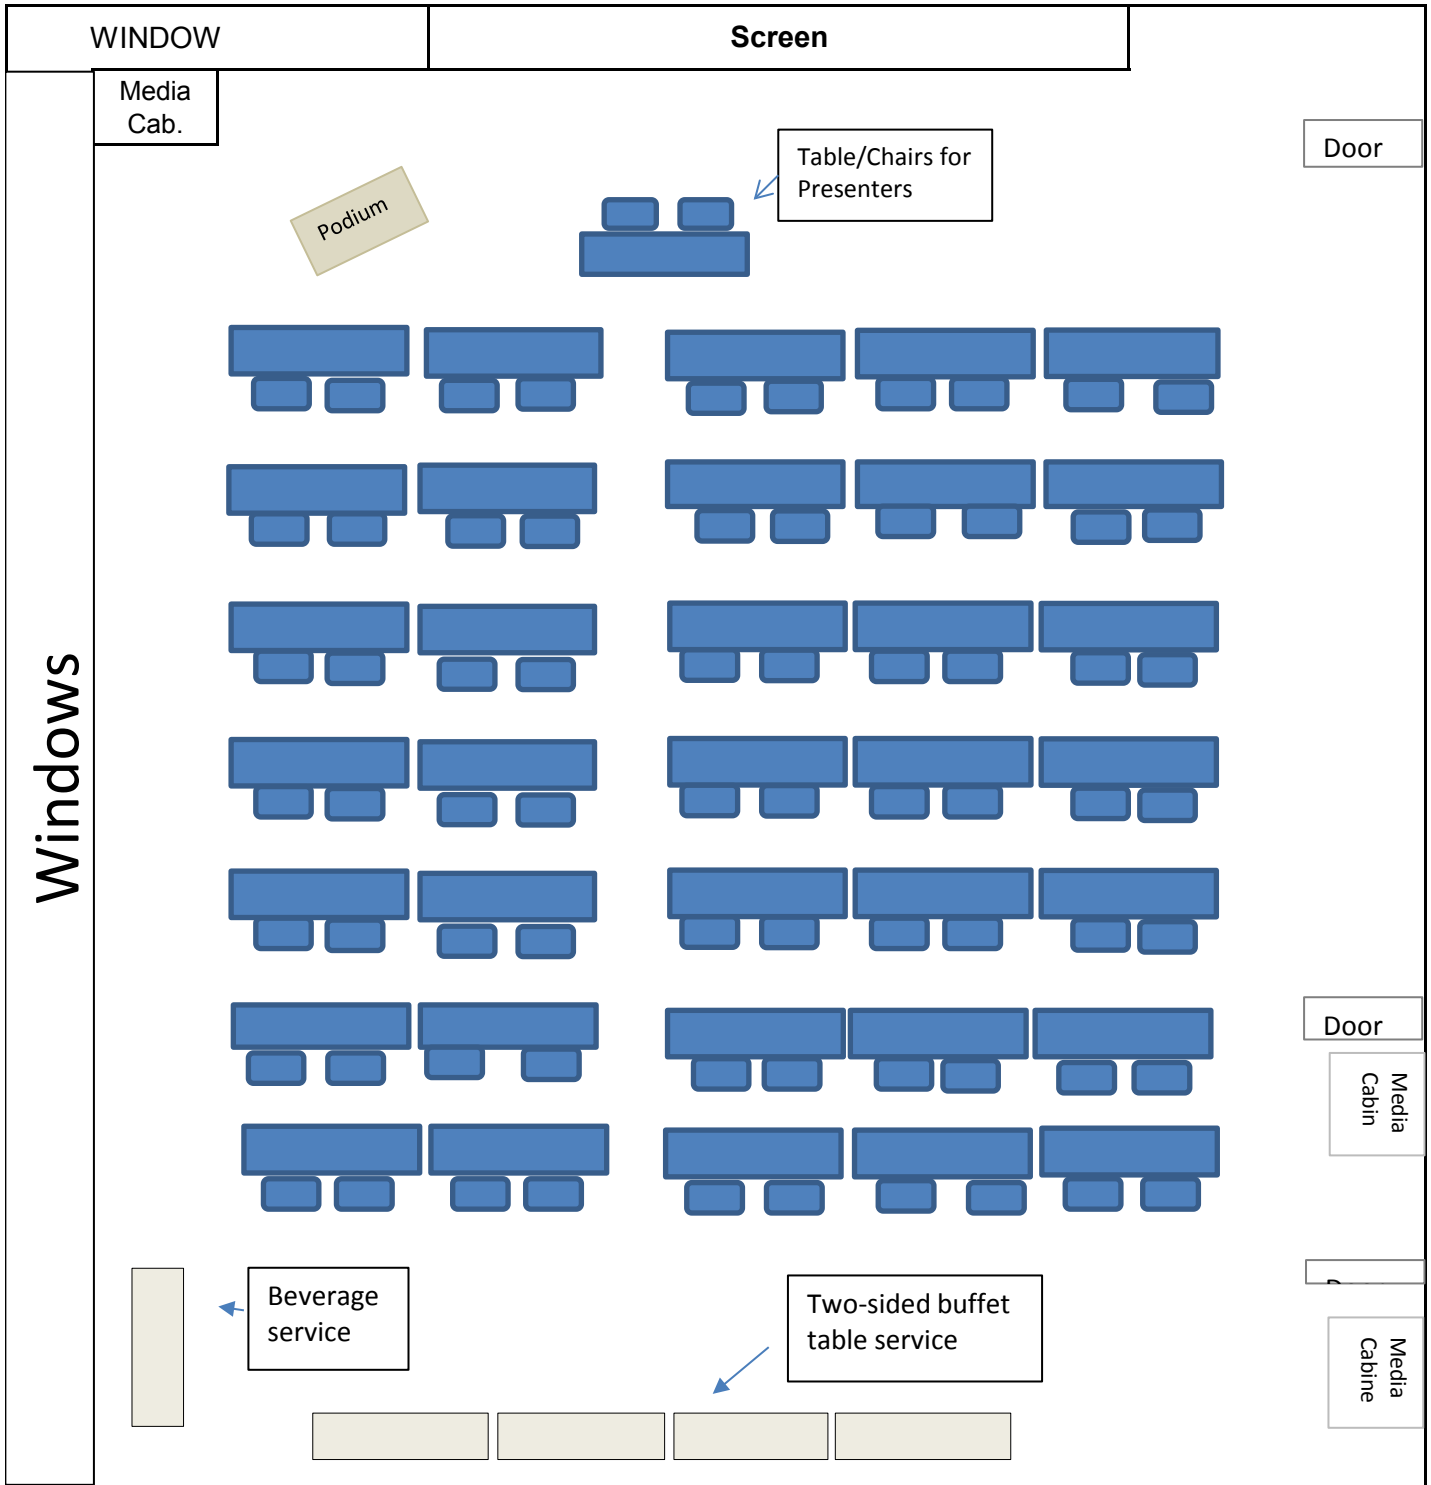 WINDOW
Screen
Media
Cab.
Door
Table/Chairs for
Presenters
Podium
Windows
Door
Media
Cabin
Beverage
service
Two-sided buffet
table service
Media
Cabine